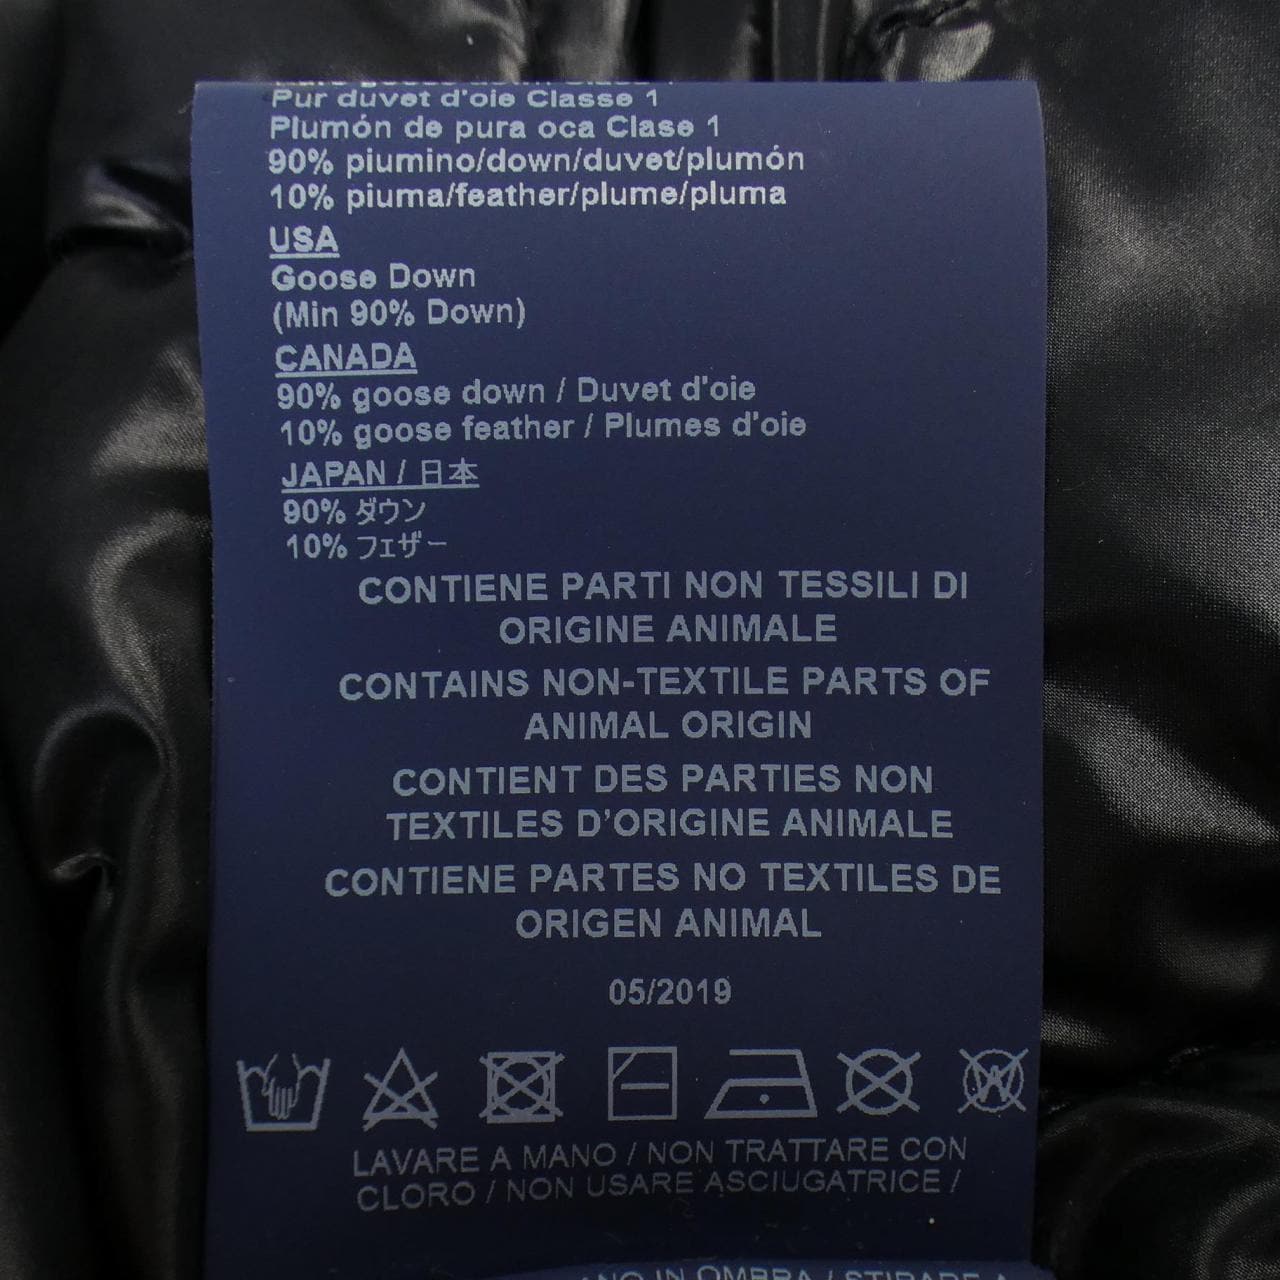 Pur duvet d'oie Classe 1
Plumón de pura oca Clase 1
90% piumino/down/duvet/plumón
10% piuma/feather/plume/pluma
USA
Goose Down
(Min 90% Down)
CANADA
90% goose down / Duvet d'oie
10% goose feather / Plumes d'oie
JAPAN / 日本
90% ダウン
10% フェザー
CONTIENE PARTI NON TESSILI DI
ORIGINE ANIMALE
CONTAINS NON-TEXTILE PARTS OF
ANIMAL ORIGIN
CONTIENT DES PARTIES NON
TEXTILES D'ORIGINE ANIMALE
CONTIENE PARTES NO TEXTILES DE
ORIGEN ANIMAL
05/2019
W
LAVARE A MANO / NON TRATTARE CON
CLORO / NON USARE ASCIUGATRICE /
IN OMBRA / STIRARE A